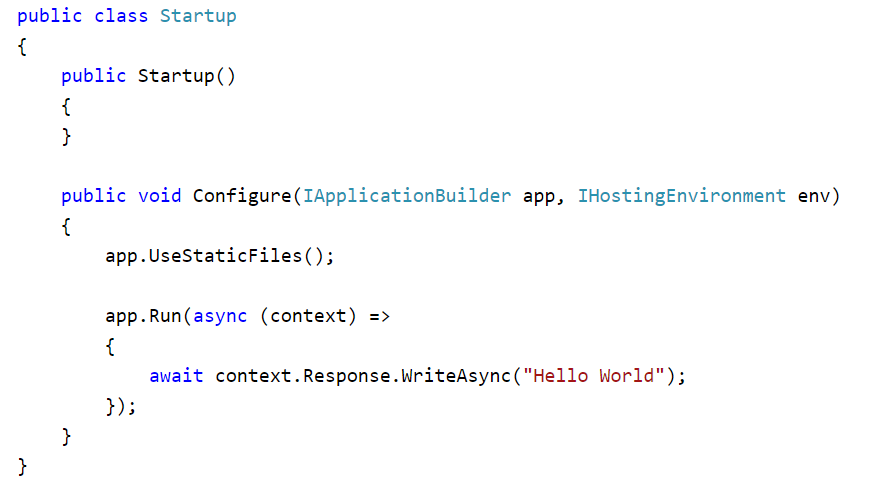 public class Startup
{
    public Startup()
    {
    }

    public void Configure(IApplicationBuilder app, IHostingEnvironment env)
    {
        app.UseStaticFiles();

        app.Run(async (context) =>
        {
            await context.Response.WriteAsync("Hello World");
        });
    }
}